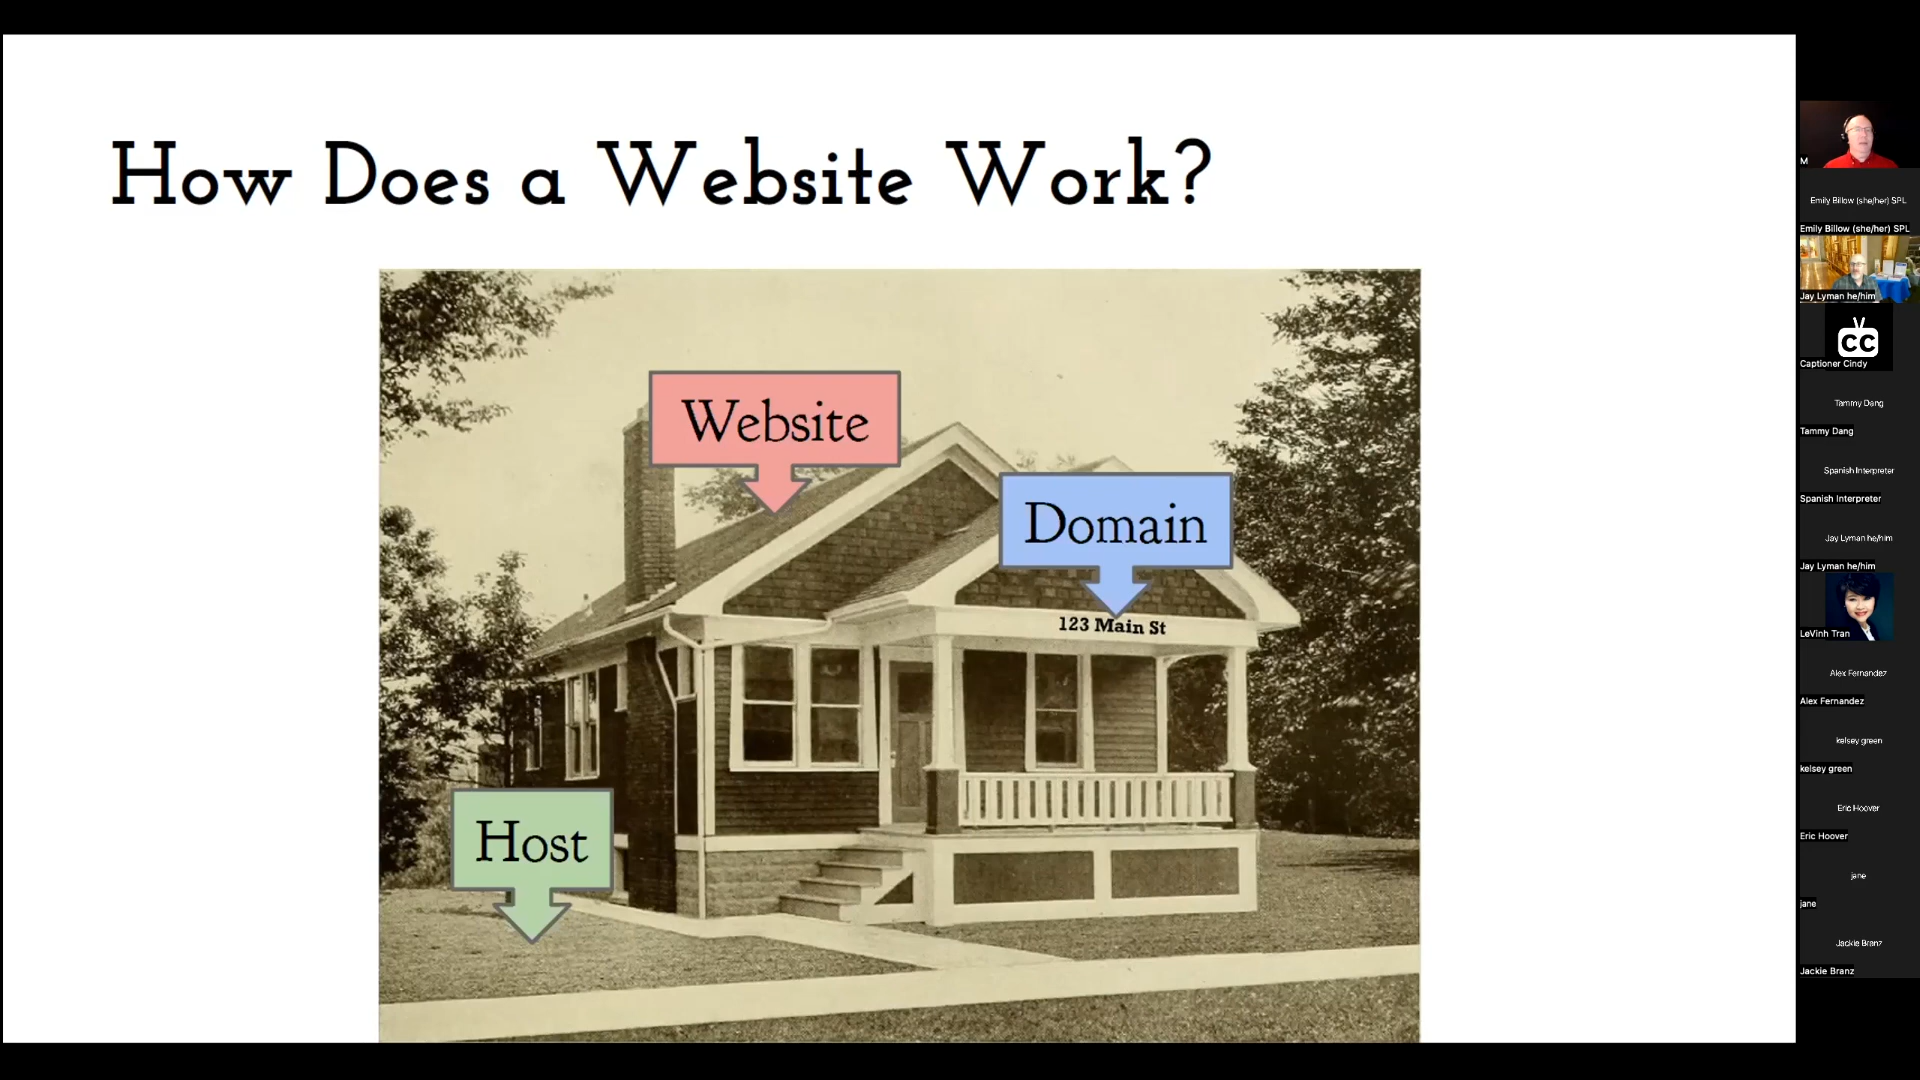 How Does a Website Work?
Website
Domain
123 Main St
Host
M
Emily Billow (she/her) SPL
Emily Billow (she/her) SPL
Jay Lyman he/him
CC
Captioner Cindy
Tammy Dang
Tammy Dang
Spanish Interpreter
Spanish Interpreter
Jay Lyman he/him
Jay Lyman he/him
LeVinh Tran
Alex Fernandez
Alex Fernandez
kelsey green
kelsey green
Eric Hoover
Eric Hoover
jane
jane
Jackie Branz
Jackie Branz